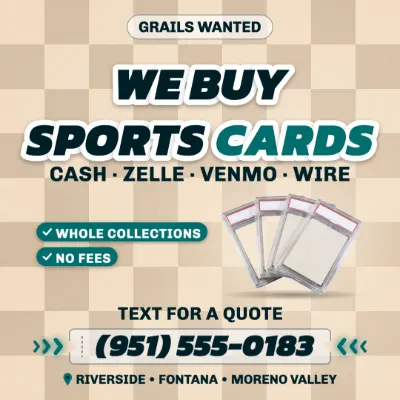 GRAILS WANTED
WE BUY
SPORTS CARDS
CASH · ZELLE · VENMO · WIRE
WHOLE COLLECTIONS
NO FEES
TEXT FOR A QUOTE
(951) 555-0183
RIVERSIDE • FONTANA • MORENO VALLEY